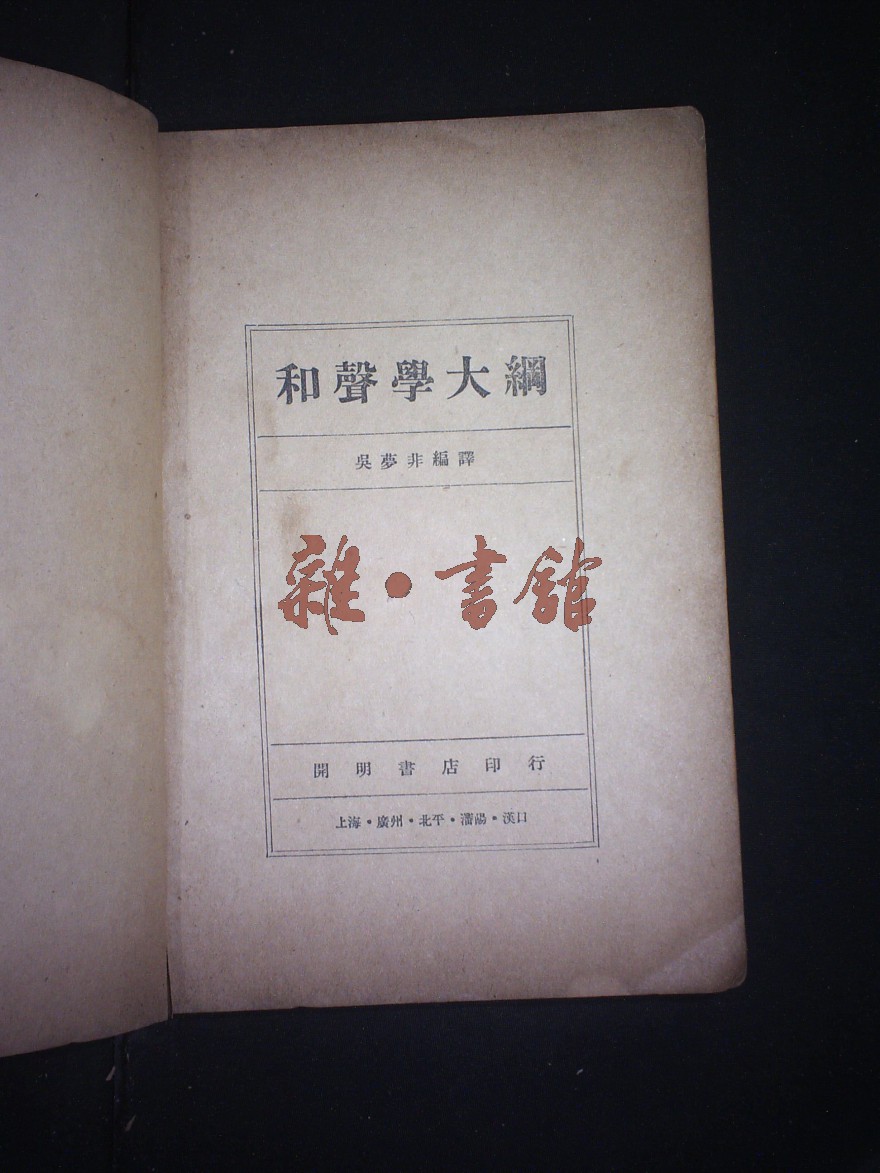 和聲學大綱
吳夢非編譯
雜·書館
開明書店印行
上海·廣州·北平·瀋陽·漢口